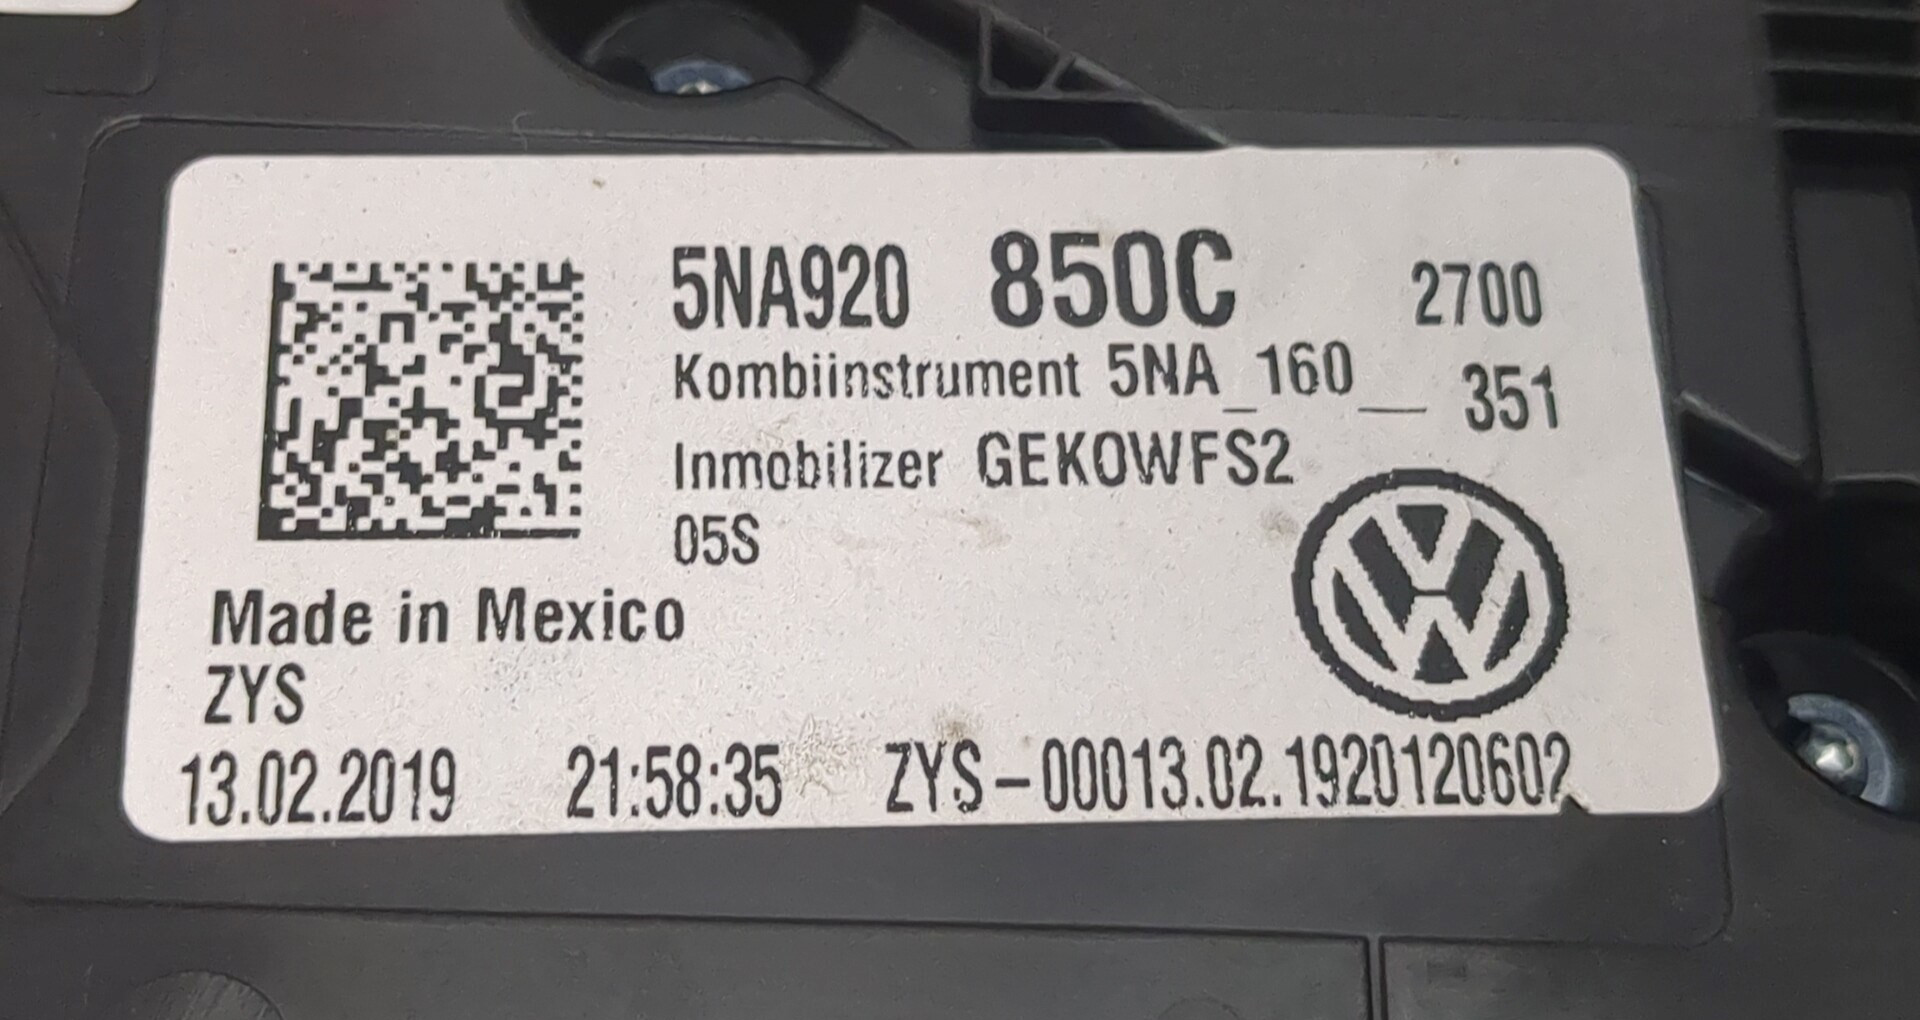 5NA920 850C 2700
Kombiinstrument 5NA_160__ 351
Inmobilizer GEKOWFS2
05S
Made in Mexico
ZYS
13.02.2019 21:58:35 ZYS-00013.02.1920120602